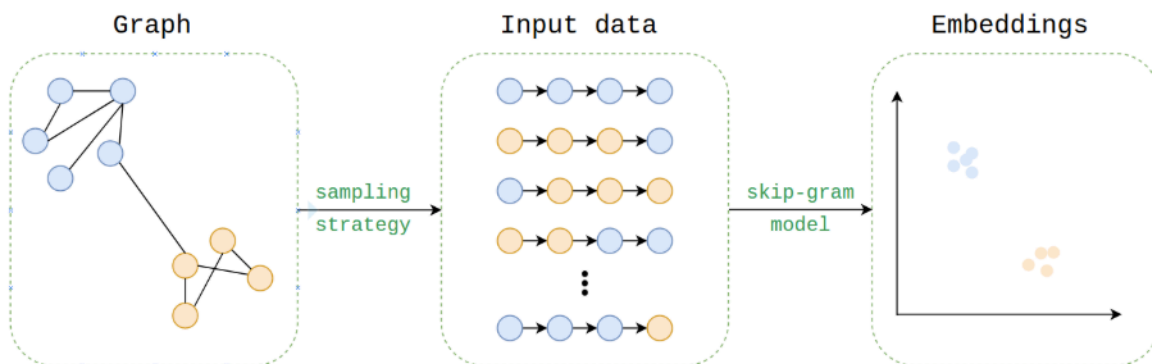 Graph
Input data
Embeddings
sampling
strategy
skip-gram
model